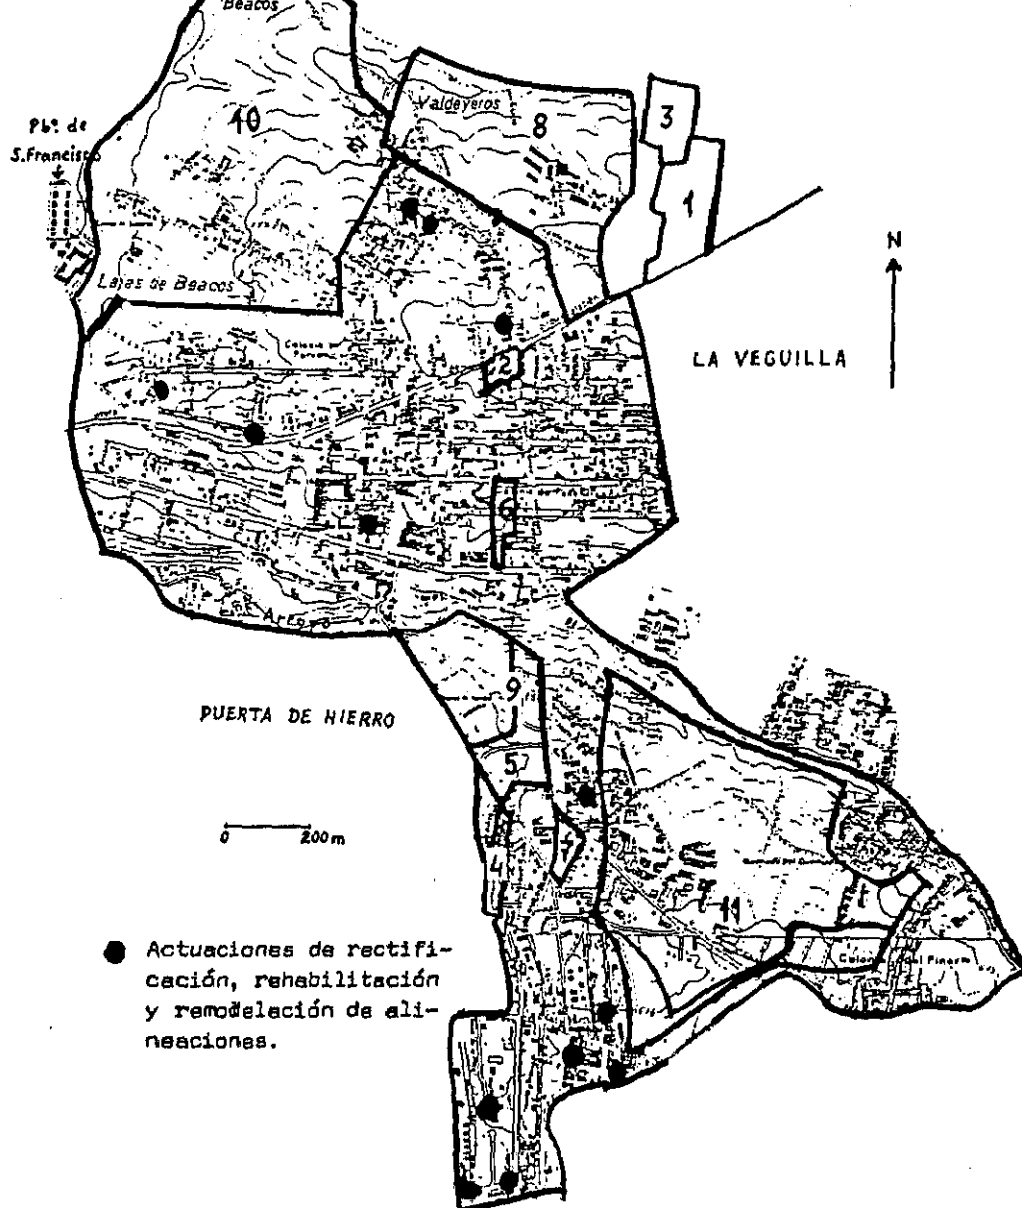 Beacos
10
Pbº. de
S. Francisco
Valdeyeros
8
3
1
N
Lajas de Beacos
2
LA VEGUILLA
6
Arroyo
PUERTA DE HIERRO
9
5
7
4
0 200 m
11
● Actuaciones de rectifi-
cación, rehabilitación
y remodelación de ali-
neaciones.